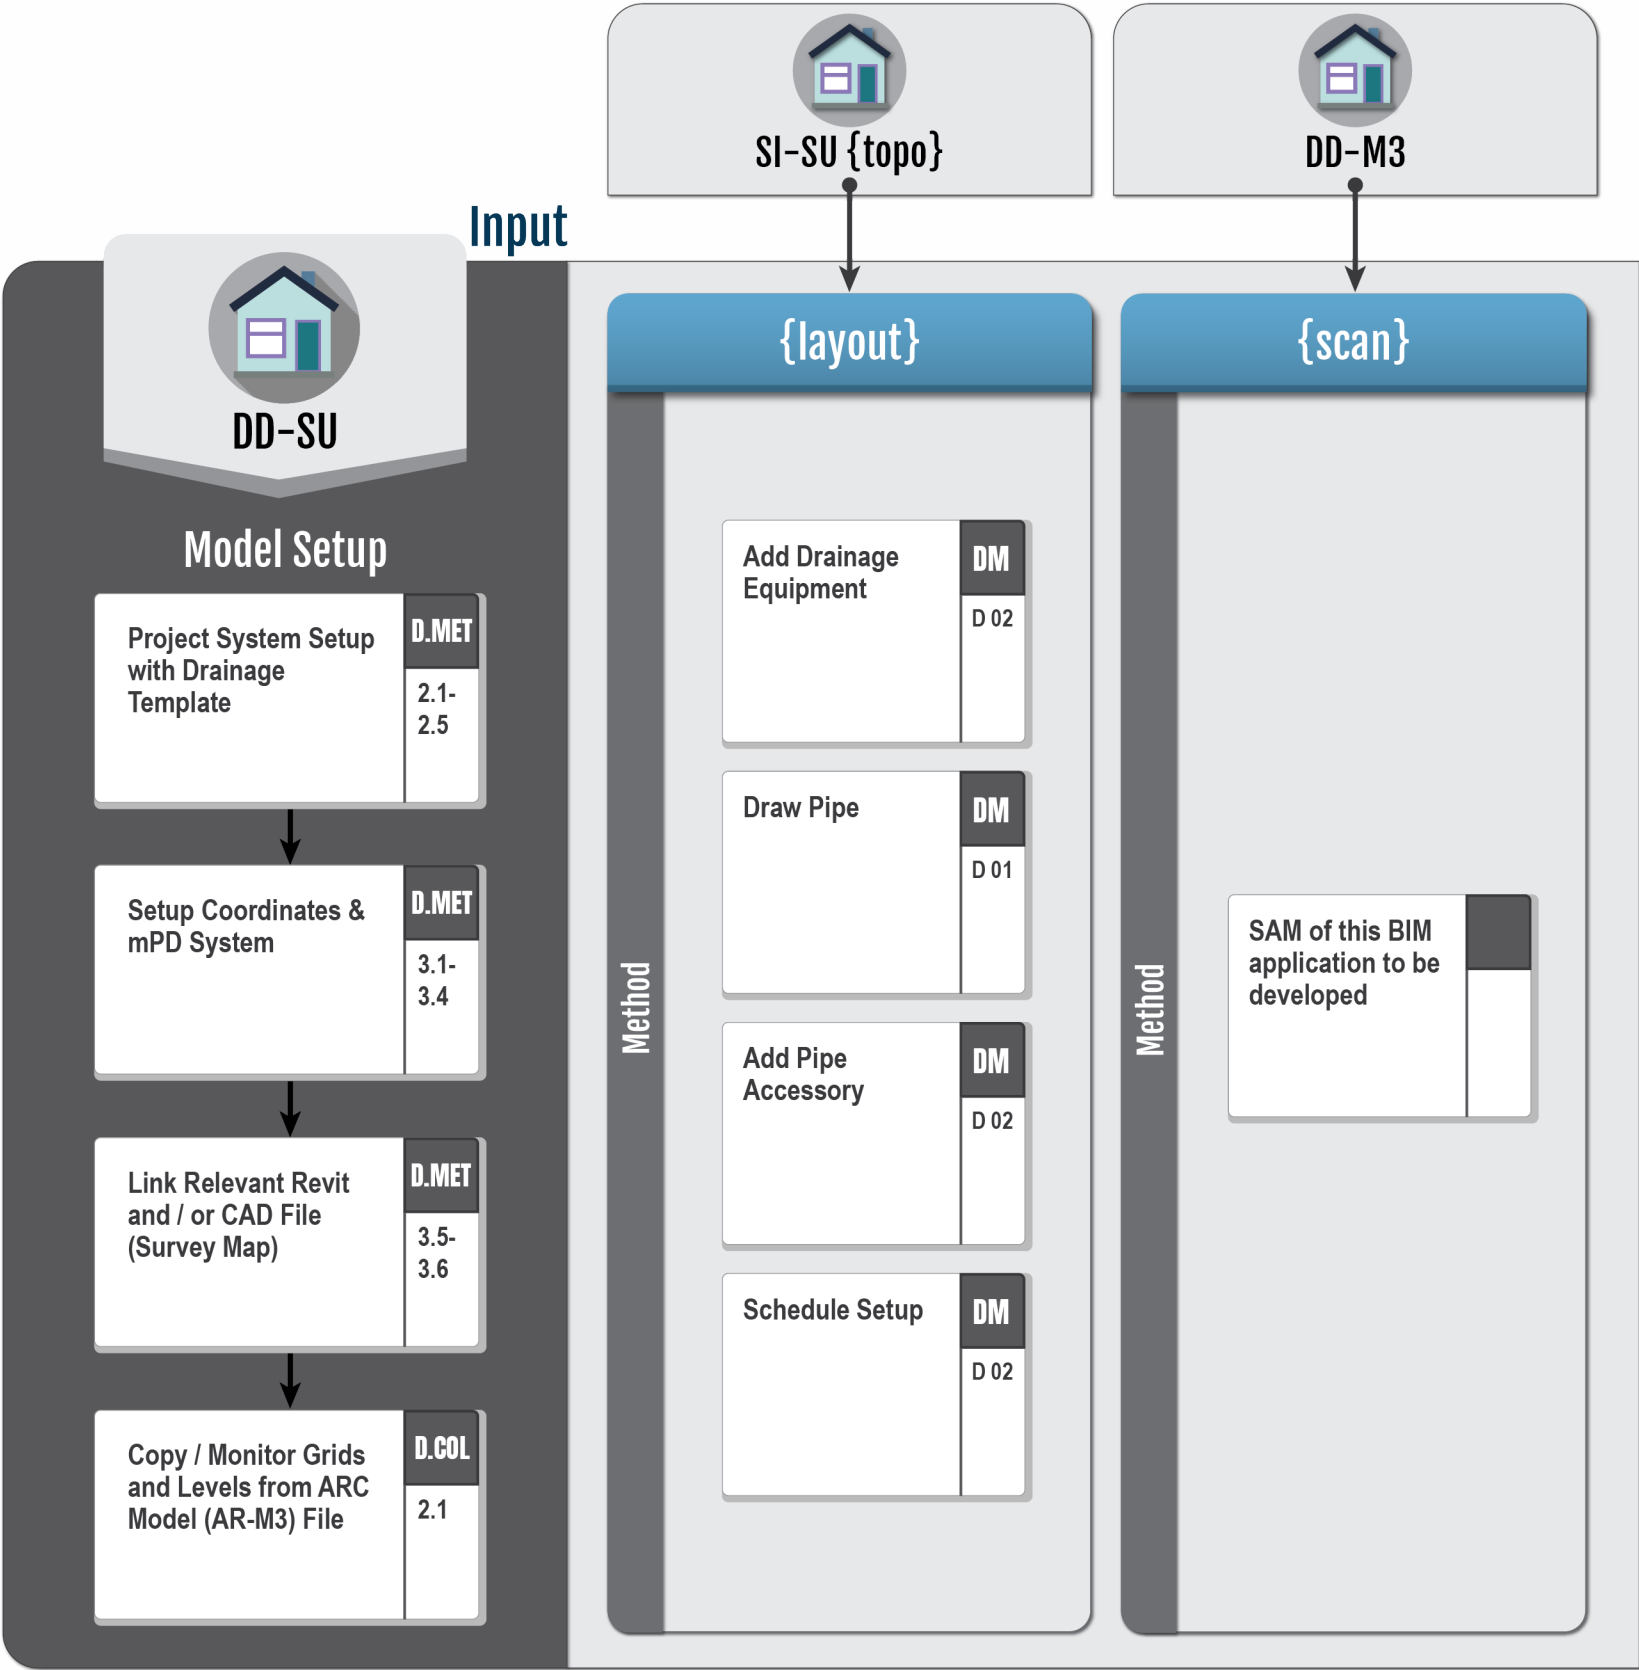 SI-SU {topo}
DD-M3
Input
DD-SU
Model Setup
Project System Setup
with Drainage
Template
D.MET
2.1-
2.5
Setup Coordinates &
mPD System
D.MET
3.1-
3.4
Link Relevant Revit
and / or CAD File
(Survey Map)
D.MET
3.5-
3.6
Copy / Monitor Grids
and Levels from ARC
Model (AR-M3) File
D.COL
2.1
{layout}
Method
Add Drainage
Equipment
DM
D 02
Draw Pipe
DM
D 01
Add Pipe
Accessory
DM
D 02
Schedule Setup
DM
D 02
{scan}
Method
SAM of this BIM
application to be
developed